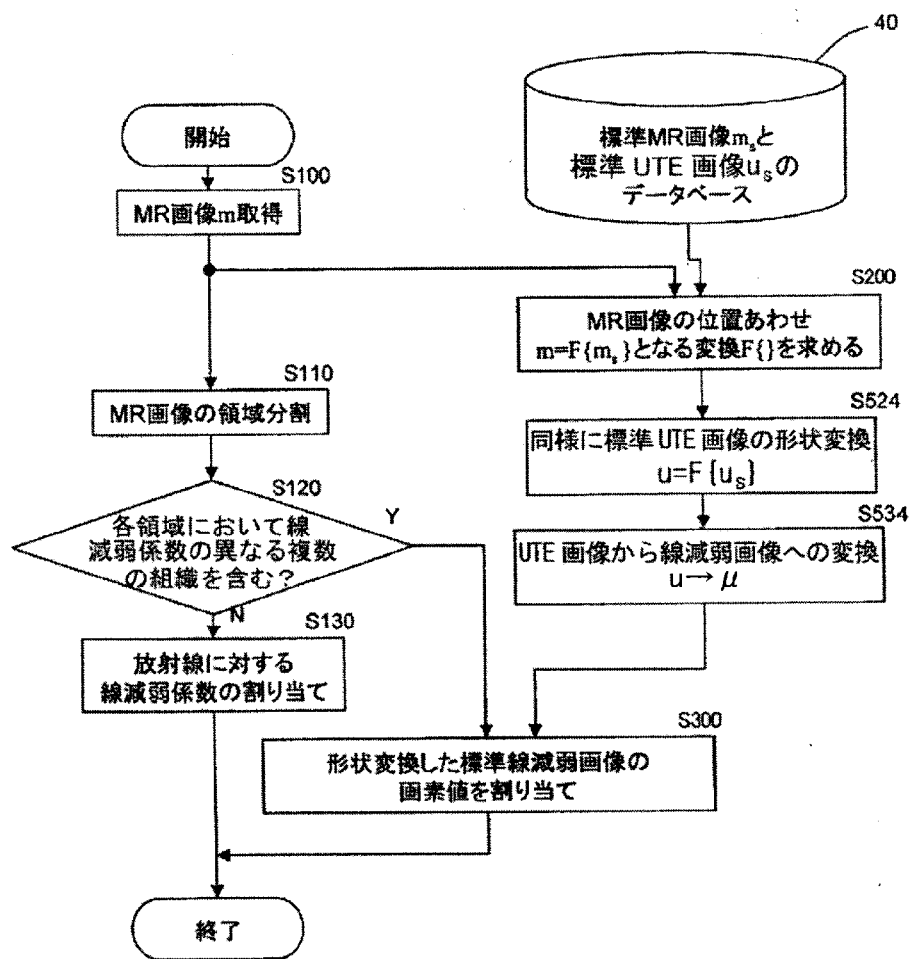 40
標準MR画像mₛと
標準 UTE 画像uₛの
データベース
開始
S100
MR画像m取得
S200
MR画像の位置あわせ
m=F{mₛ}となる変換F{}を求める
S110
MR画像の領域分割
S524
同様に標準 UTE 画像の形状変換
u=F{uₛ}
S120
各領域において線
減弱係数の異なる複数
の組織を含む?
Y
N
S534
UTE 画像から線減弱画像への変換
u→μ
S130
放射線に対する
線減弱係数の割り当て
S300
形状変換した標準線減弱画像の
画素値を割り当て
終了